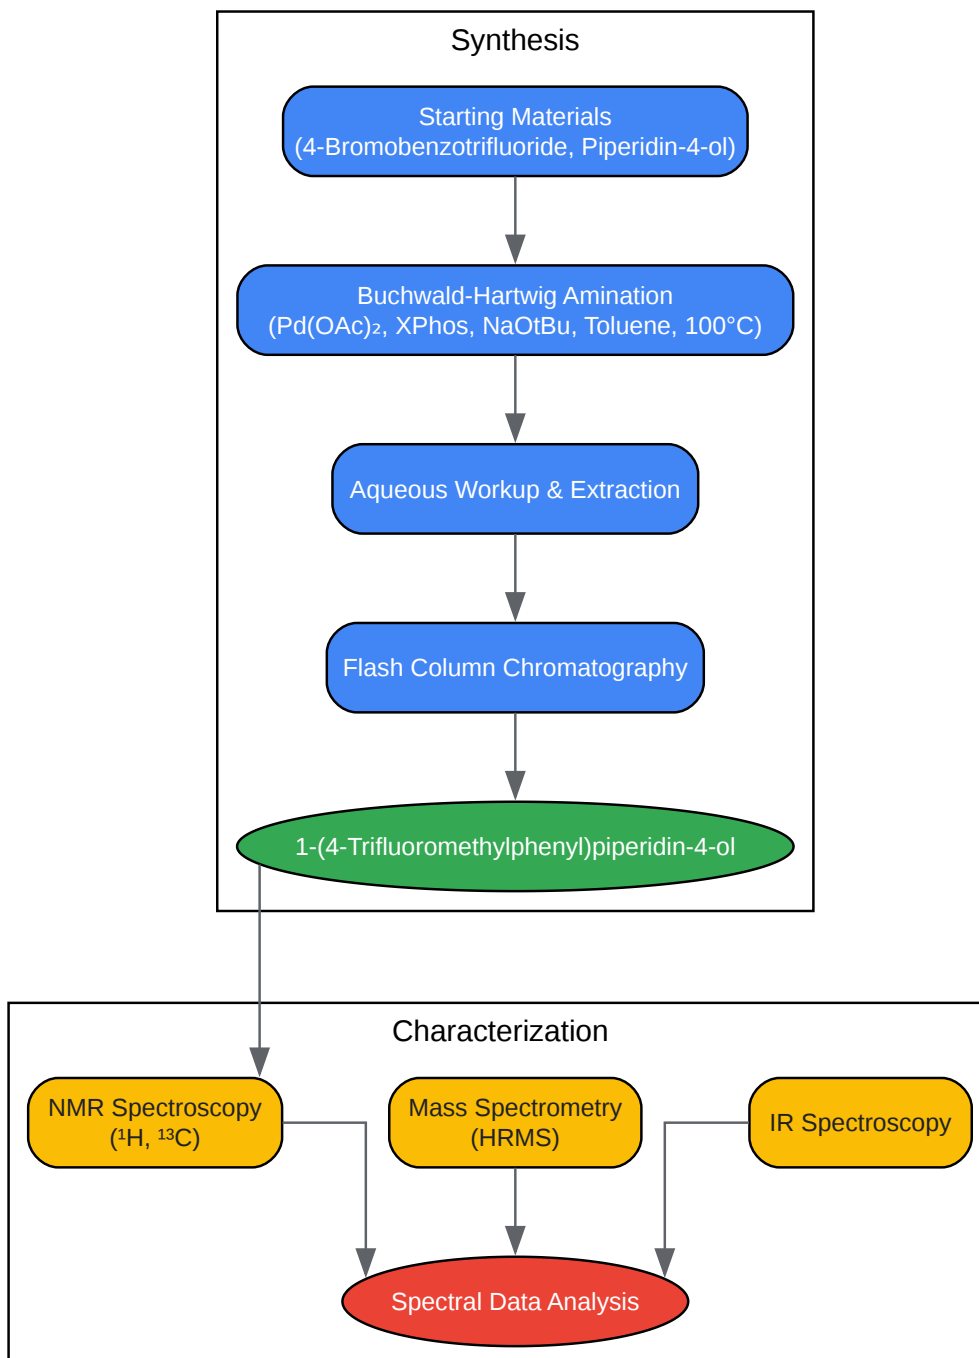 Synthesis
Starting Materials
(4-Bromobenzotrifluoride, Piperidin-4-ol)
Buchwald-Hartwig Amination
(Pd(OAc)₂, XPhos, NaOtBu, Toluene, 100°C)
Aqueous Workup & Extraction
Flash Column Chromatography
1-(4-Trifluoromethylphenyl)piperidin-4-ol
Characterization
NMR Spectroscopy
(¹H, ¹³C)
Mass Spectrometry
(HRMS)
IR Spectroscopy
Spectral Data Analysis